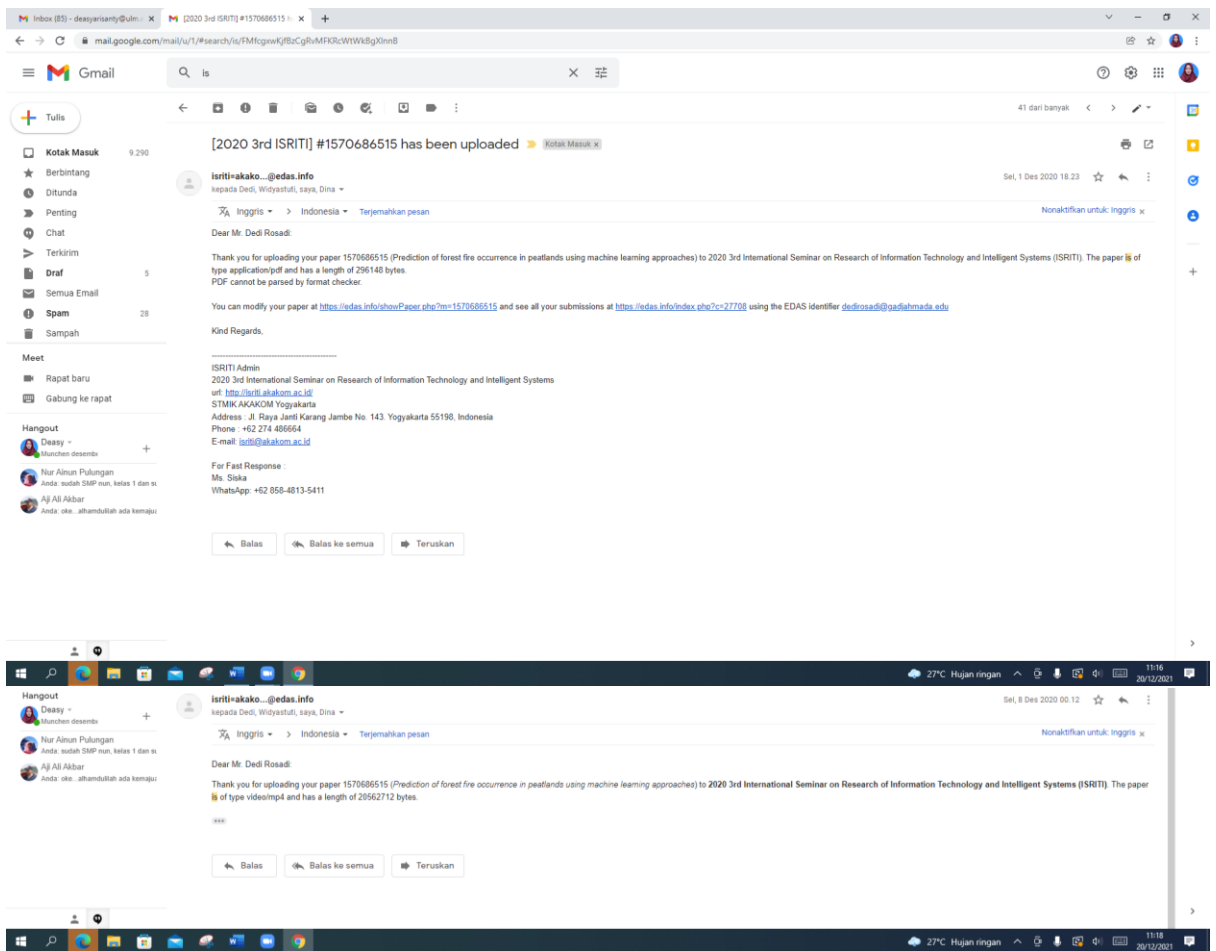 Inbox (85) - deasyarisanty@ulm.a
[2020 3rd ISRITI] #1570686515 h
mail.google.com/mail/u/1/#search/is/FMfcgxwKjfBzCgRvMFKRcWtWkBgXInnB
Gmail
is
Tulis
41 dari banyak
Kotak Masuk 9.290
Berbintang
Ditunda
Penting
Chat
Terkirim
Draf 5
Semua Email
Spam 28
Sampah
Meet
Rapat baru
Gabung ke rapat
Hangout
Deasy
Munchen desembr
Nur Ainun Pulungan
Anda: sudah SMP nun, kelas 1 dan su
Aji Ali Akbar
Anda: oke...alhamdulilah ada kemajua
[2020 3rd ISRITI] #1570686515 has been uploaded Kotak Masuk x
isriti=akako...@edas.info Sel, 1 Des 2020 18.23
kepada Dedi, Widyastuti, saya, Dina
Inggris > Indonesia Terjemahkan pesan Nonaktifkan untuk: Inggris x
Dear Mr. Dedi Rosadi:
Thank you for uploading your paper 1570686515 (Prediction of forest fire occurrence in peatlands using machine learning approaches) to 2020 3rd International Seminar on Research of Information Technology and Intelligent Systems (ISRITI). The paper is of
type application/pdf and has a length of 296148 bytes.
PDF cannot be parsed by format checker.
You can modify your paper at https://edas.info/showPaper.php?m=1570686515 and see all your submissions at https://edas.info/index.php?c=27708 using the EDAS identifier dedirosadi@gadjahmada.edu
Kind Regards,
----------------------------------------------
ISRITI Admin
2020 3rd International Seminar on Research of Information Technology and Intelligent Systems
url: http://isriti.akakom.ac.id/
STMIK AKAKOM Yogyakarta
Address : Jl. Raya Janti Karang Jambe No. 143. Yogyakarta 55198, Indonesia
Phone : +62 274 486664
E-mail: isriti@akakom.ac.id
For Fast Response :
Ms. Siska
WhatsApp: +62 858-4813-5411
Balas
Balas ke semua
Teruskan
27°C Hujan ringan
11:16
20/12/2021
Hangout
Deasy
Munchen desembr
Nur Ainun Pulungan
Anda: sudah SMP nun, kelas 1 dan su
Aji Ali Akbar
Anda: oke...alhamdulilah ada kemajua
isriti=akako...@edas.info Sel, 8 Des 2020 00.12
kepada Dedi, Widyastuti, saya, Dina
Inggris > Indonesia Terjemahkan pesan Nonaktifkan untuk: Inggris x
Dear Mr. Dedi Rosadi:
Thank you for uploading your paper 1570686515 (Prediction of forest fire occurrence in peatlands using machine learning approaches) to 2020 3rd International Seminar on Research of Information Technology and Intelligent Systems (ISRITI). The paper
is of type video/mp4 and has a length of 20562712 bytes.
Balas
Balas ke semua
Teruskan
27°C Hujan ringan
11:18
20/12/2021